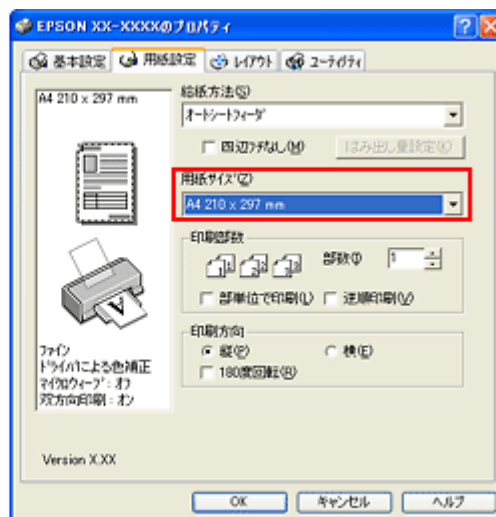 EPSON XX-XXXXのプロパティ
基本設定 用紙設定 レイアウト ユーティリティ
A4 210 x 297 mm
給紙方法(S)
オートシートフィーダ
四辺フチなし(M) はみ出し量設定(K)
用紙サイズ(Z)
A4 210 x 297 mm
印刷部数
部数(I) 1
部単位で印刷(L) 逆順印刷(V)
印刷方向
縦(P) 横(E)
180度回転(R)
ファイン
ドライバによる色補正
マイクロウィーブ：オフ
双方向印刷：オン
Version X.XX
OK キャンセル ヘルプ